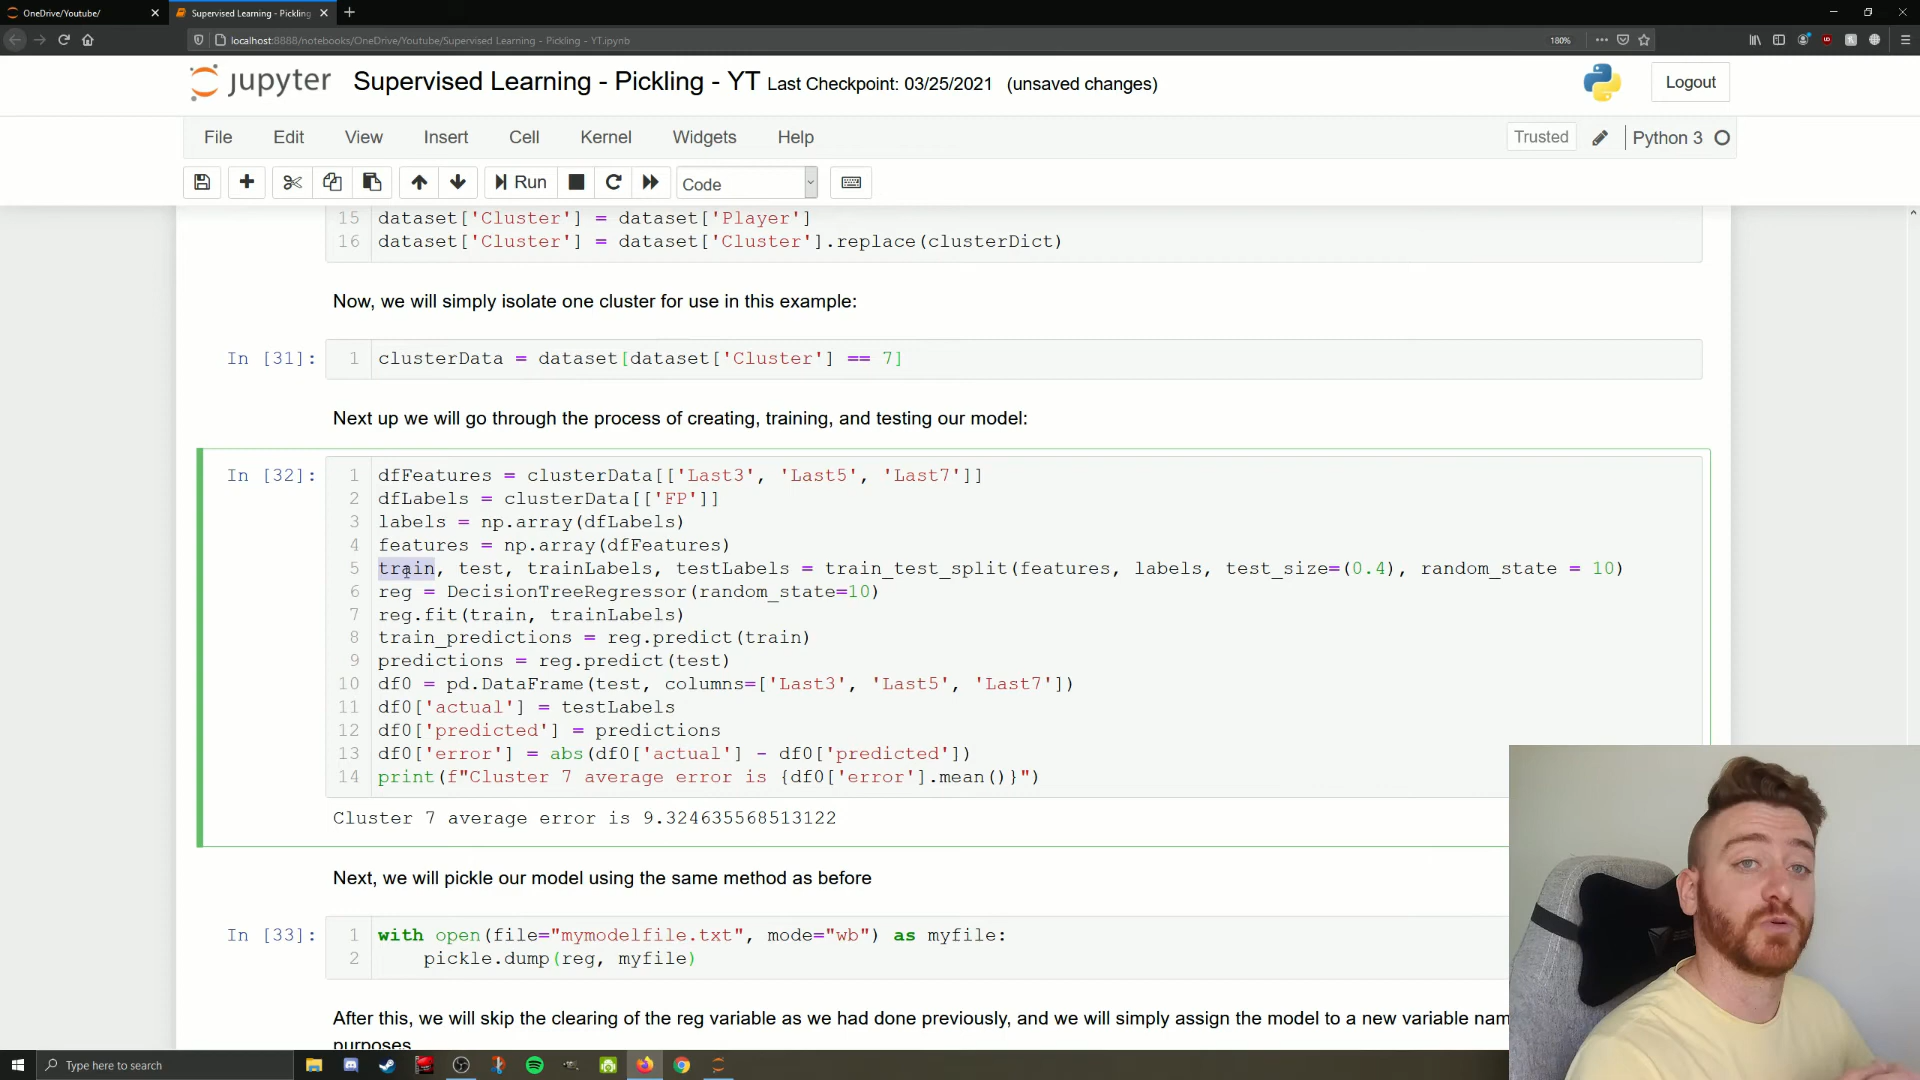 OneDrive/Youtube/
Supervised Learning - Pickling
localhost:8888/notebooks/OneDrive/Youtube/Supervised Learning - Pickling - YT.ipynb
180%
jupyter Supervised Learning - Pickling - YT Last Checkpoint: 03/25/2021 (unsaved changes)
Logout
File Edit View Insert Cell Kernel Widgets Help
Trusted
Python 3
Run
Code
15 dataset['Cluster'] = dataset['Player']
16 dataset['Cluster'] = dataset['Cluster'].replace(clusterDict)
Now, we will simply isolate one cluster for use in this example:
In [31]:
1 clusterData = dataset[dataset['Cluster'] == 7]
Next up we will go through the process of creating, training, and testing our model:
In [32]:
1 dfFeatures = clusterData[['Last3', 'Last5', 'Last7']]
2 dfLabels = clusterData[['FP']]
3 labels = np.array(dfLabels)
4 features = np.array(dfFeatures)
5 train, test, trainLabels, testLabels = train_test_split(features, labels, test_size=(0.4), random_state = 10)
6 reg = DecisionTreeRegressor(random_state=10)
7 reg.fit(train, trainLabels)
8 train_predictions = reg.predict(train)
9 predictions = reg.predict(test)
10 df0 = pd.DataFrame(test, columns=['Last3', 'Last5', 'Last7'])
11 df0['actual'] = testLabels
12 df0['predicted'] = predictions
13 df0['error'] = abs(df0['actual'] - df0['predicted'])
14 print(f"Cluster 7 average error is {df0['error'].mean()}")
Cluster 7 average error is 9.324635568513122
Next, we will pickle our model using the same method as before
In [33]:
1 with open(file="mymodelfile.txt", mode="wb") as myfile:
2 pickle.dump(reg, myfile)
After this, we will skip the clearing of the reg variable as we had done previously, and we will simply assign the model to a new variable nam
purposes
Type here to search